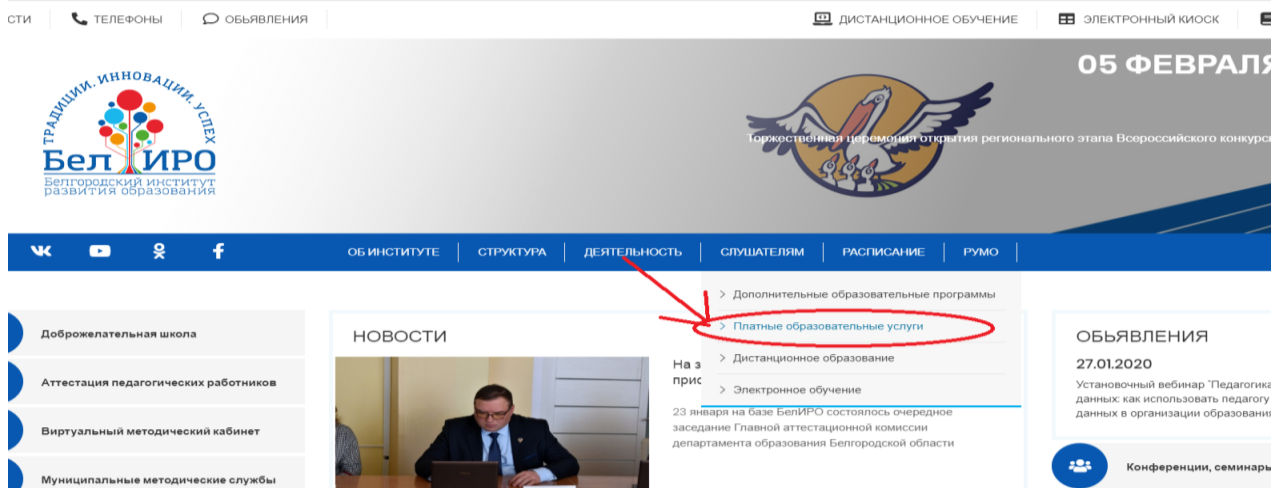 СТИ
ТЕЛЕФОНЫ
ОБЬЯВЛЕНИЯ
ДИСТАНЦИОННОЕ ОБУЧЕНИЕ
ЭЛЕКТРОННЫЙ КИОСК
ТРАДИЦИИ. ИННОВАЦИИ. УСПЕХ
БелИРО
Белгородский институт
развития образования
05 ФЕВРАЛЯ
Торжественная церемония открытия регионального этапа Всероссийского конкурс
ОБ ИНСТИТУТЕ
СТРУКТУРА
ДЕЯТЕЛЬНОСТЬ
СЛУШАТЕЛЯМ
РАСПИСАНИЕ
РУМО
Дополнительные образовательные программы
Платные образовательные услуги
Дистанционное образование
Электронное обучение
Доброжелательная школа
Аттестация педагогических работников
Виртуальный методический кабинет
Муниципальные методические службы
НОВОСТИ
На з
прис
23 января на базе БелИРО состоялось очередное
заседание Главной аттестационной комиссии
департамента образования Белгородской области
ОБЬЯВЛЕНИЯ
27.01.2020
Установочный вебинар "Педагогика
данных: как использовать педагогу
данных в организации образования
Конференции, семинары